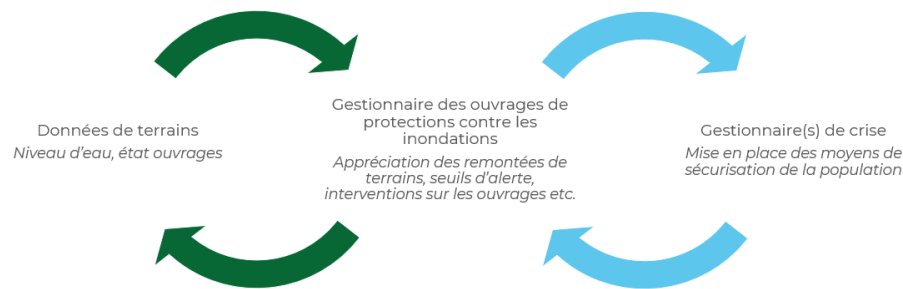 Données de terrains
Niveau d'eau, état ouvrages
Gestionnaire des ouvrages de
protections contre les
inondations
Appréciation des remontées de
terrains, seuils d'alerte,
interventions sur les ouvrages etc.
Gestionnaire(s) de crise
Mise en place des moyens de
sécurisation de la population